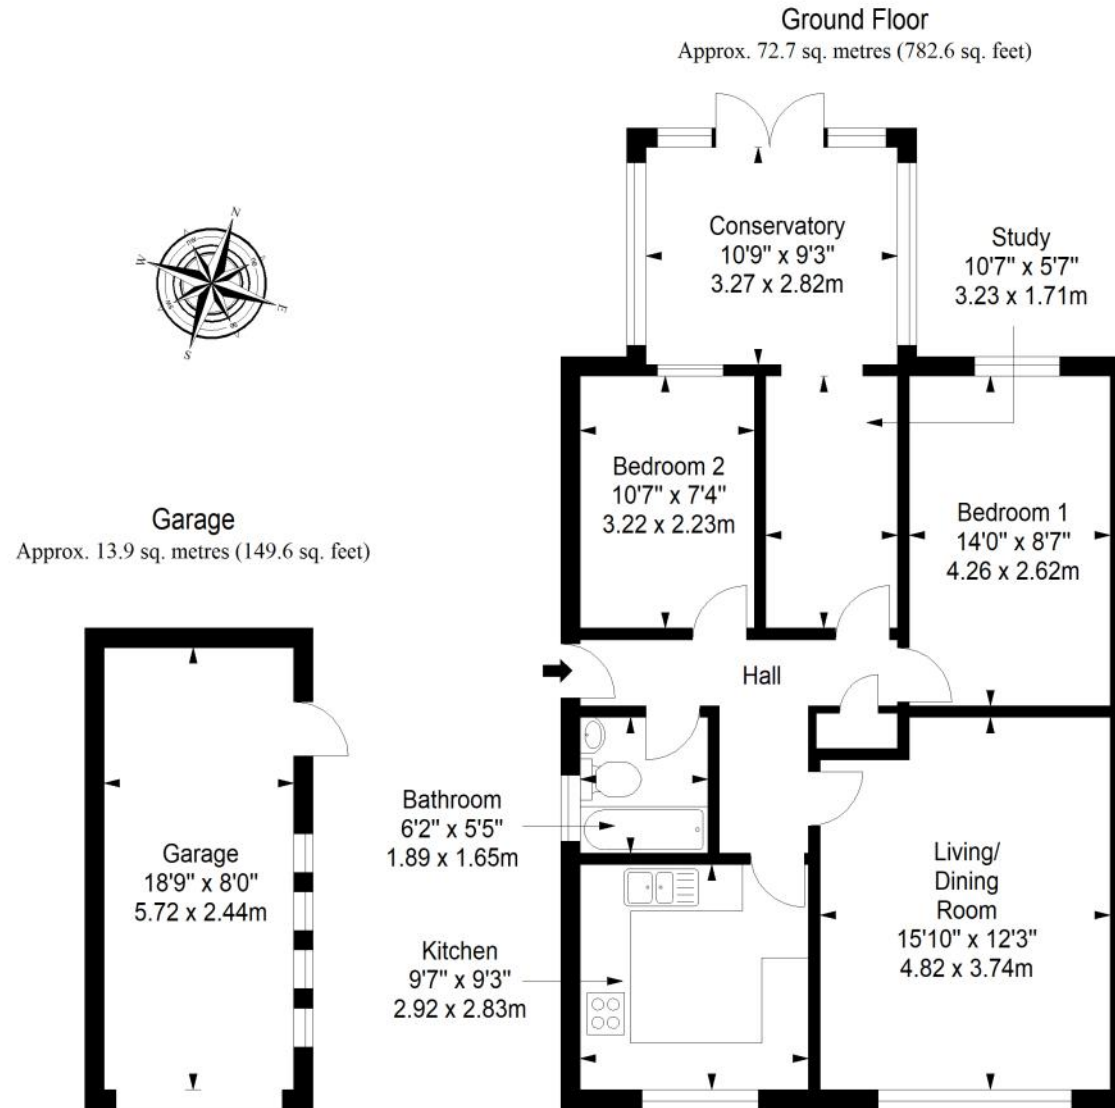 Ground Floor
Approx. 72.7 sq. metres (782.6 sq. feet)
N
W
E
S
Conservatory
10'9" x 9'3"
3.27 x 2.82m
Study
10'7" x 5'7"
3.23 x 1.71m
Bedroom 2
10'7" x 7'4"
3.22 x 2.23m
Bedroom 1
14'0" x 8'7"
4.26 x 2.62m
Garage
Approx. 13.9 sq. metres (149.6 sq. feet)
Hall
Bathroom
6'2" x 5'5"
1.89 x 1.65m
Garage
18'9" x 8'0"
5.72 x 2.44m
Living/
Dining
Room
15'10" x 12'3"
4.82 x 3.74m
Kitchen
9'7" x 9'3"
2.92 x 2.83m